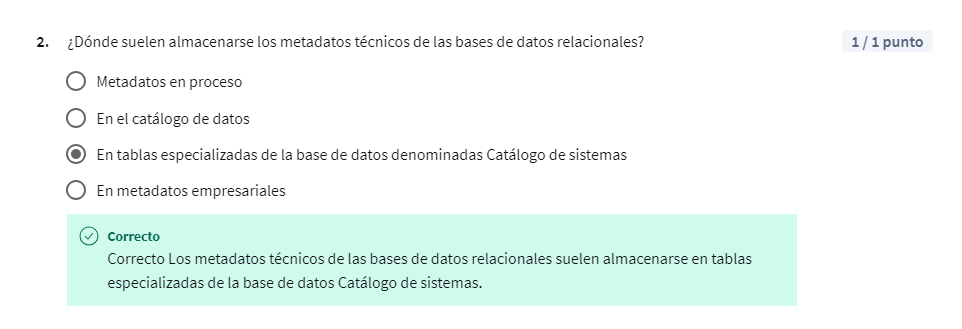 2. ¿Dónde suelen almacenarse los metadatos técnicos de las bases de datos relacionales? 1 / 1 punto
Metadatos en proceso
En el catálogo de datos
En tablas especializadas de la base de datos denominadas Catálogo de sistemas
En metadatos empresariales
Correcto
Correcto Los metadatos técnicos de las bases de datos relacionales suelen almacenarse en tablas
especializadas de la base de datos Catálogo de sistemas.